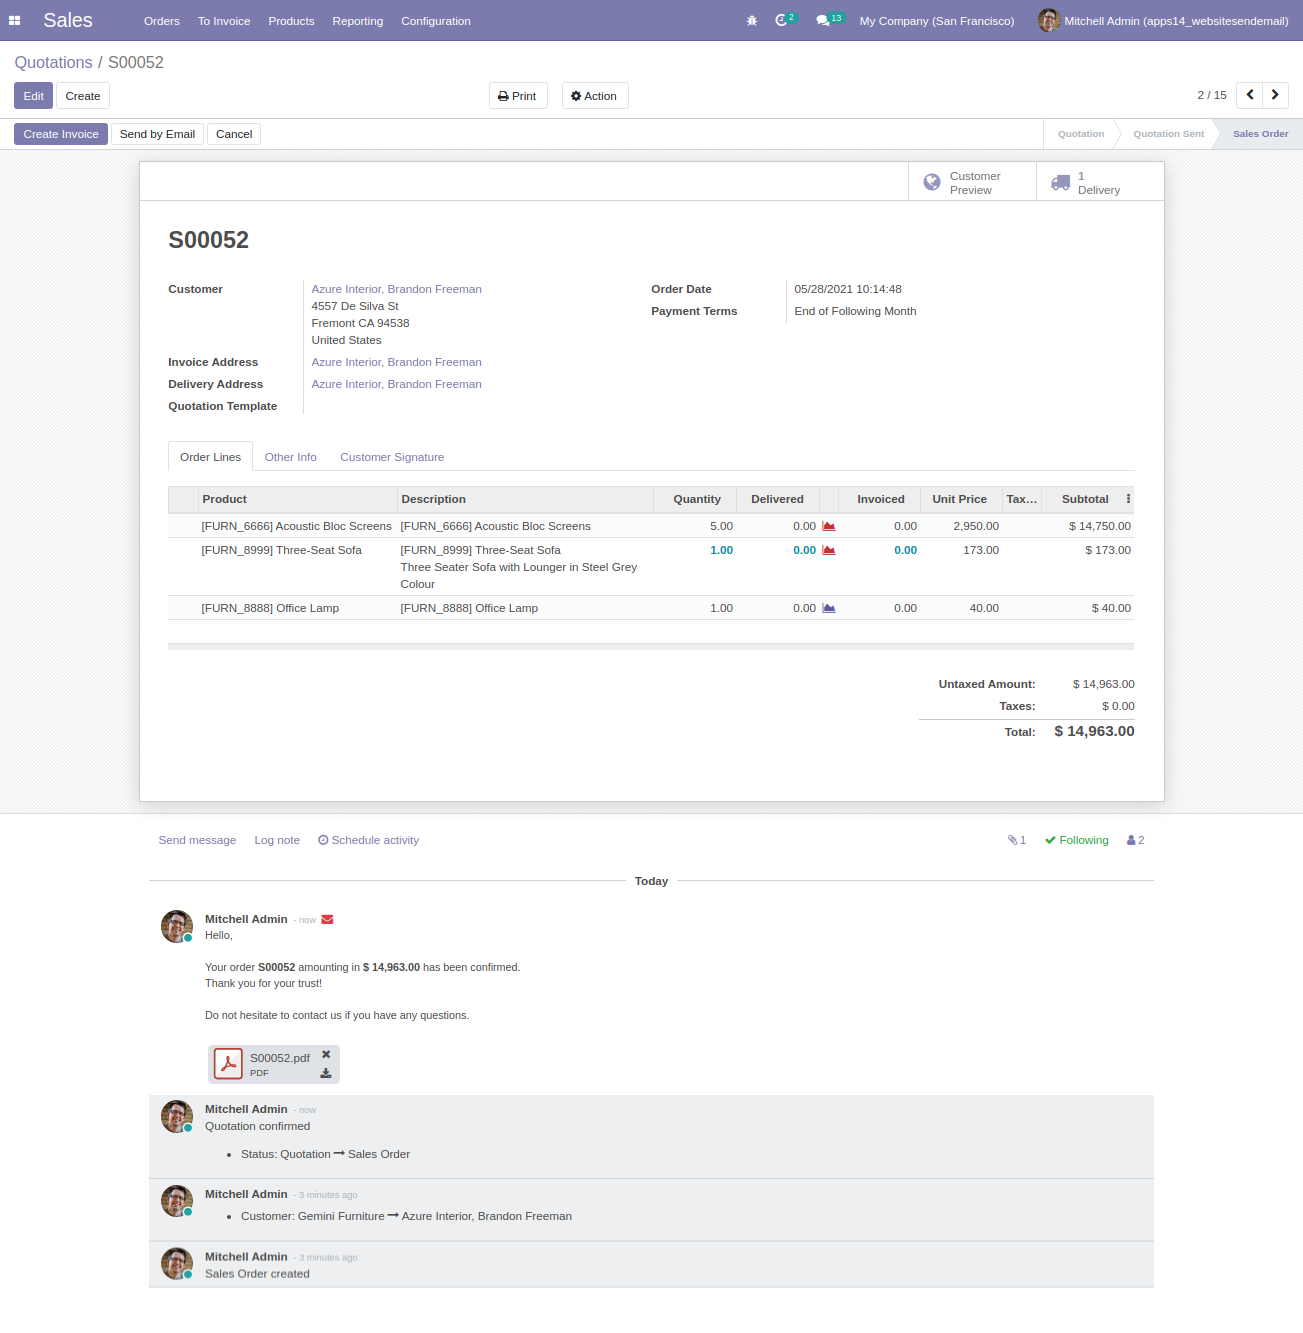 Sales Orders To Invoice Products Reporting Configuration 2 13 My Company (San Francisco) Mitchell Admin (apps14_websitesendemail)
Quotations / S00052
Edit Create Print Action 2 / 15
Create Invoice Send by Email Cancel Quotation Quotation Sent Sales Order
Customer Preview 1 Delivery
S00052
Customer Azure Interior, Brandon Freeman Order Date 05/28/2021 10:14:48
4557 De Silva St Payment Terms End of Following Month
Fremont CA 94538
United States
Invoice Address Azure Interior, Brandon Freeman
Delivery Address Azure Interior, Brandon Freeman
Quotation Template
Order Lines Other Info Customer Signature
Product Description Quantity Delivered Invoiced Unit Price Tax… Subtotal
[FURN_6666] Acoustic Bloc Screens [FURN_6666] Acoustic Bloc Screens 5.00 0.00 0.00 2,950.00 $ 14,750.00
[FURN_8999] Three-Seat Sofa [FURN_8999] Three-Seat Sofa 1.00 0.00 0.00 173.00 $ 173.00
Three Seater Sofa with Lounger in Steel Grey
Colour
[FURN_8888] Office Lamp [FURN_8888] Office Lamp 1.00 0.00 0.00 40.00 $ 40.00
Untaxed Amount: $ 14,963.00
Taxes: $ 0.00
Total: $ 14,963.00
Send message Log note Schedule activity 1 Following 2
Today
Mitchell Admin - now
Hello,
Your order S00052 amounting in $ 14,963.00 has been confirmed.
Thank you for your trust!
Do not hesitate to contact us if you have any questions.
S00052.pdf
PDF
Mitchell Admin - now
Quotation confirmed
• Status: Quotation → Sales Order
Mitchell Admin - 3 minutes ago
• Customer: Gemini Furniture → Azure Interior, Brandon Freeman
Mitchell Admin - 3 minutes ago
Sales Order created